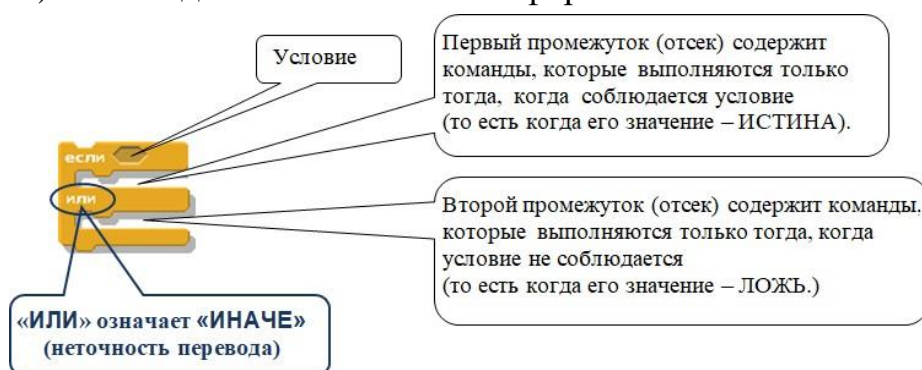 Условие
Первый промежуток (отсек) содержит
команды, которые выполняются только
тогда, когда соблюдается условие
(то есть когда его значение – ИСТИНА).
если
или
Второй промежуток (отсек) содержит команды.
которые выполняются только тогда, когда
условие не соблюдается
(то есть когда его значение – ЛОЖЬ.)
«ИЛИ» означает «ИНАЧЕ»
(неточность перевода)